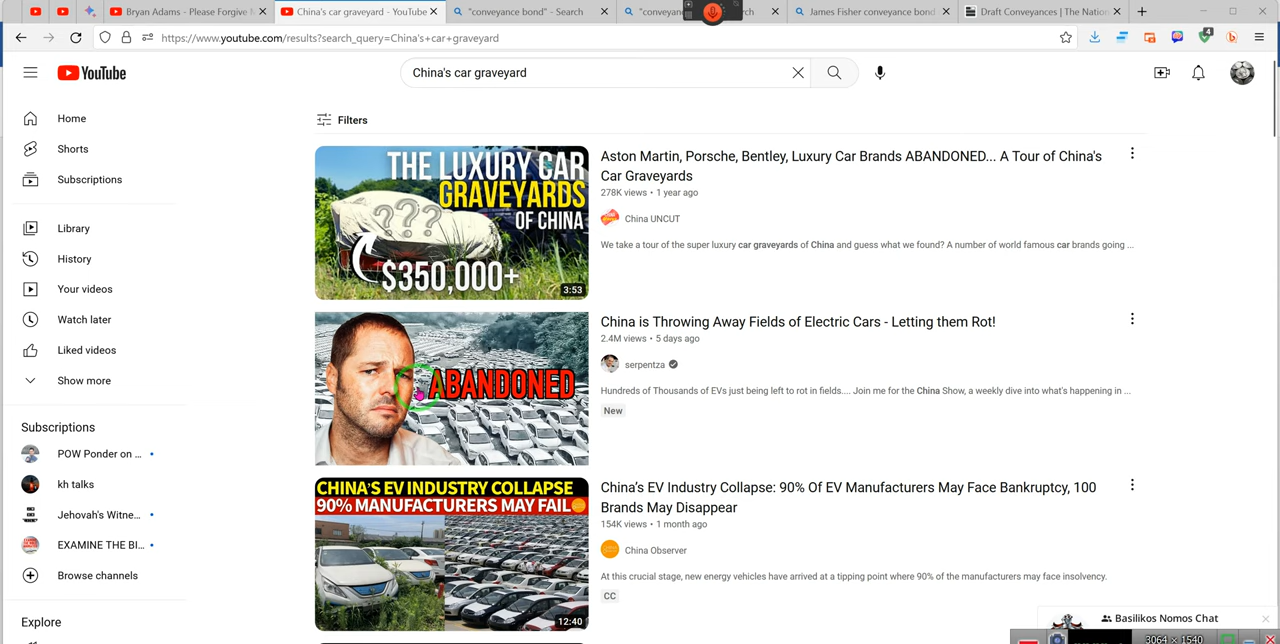 Bryan Adams - Please Forgive
China's car graveyard - YouTube
"conveyance bond" - Search
"conveyanc
ch
James Fisher conveyance bond
Draft Conveyances | The Nation
https://www.youtube.com/results?search_query=China's+car+graveyard
4
YouTube
China's car graveyard
Home
Shorts
Subscriptions
Library
History
Your videos
Watch later
Liked videos
Show more
Subscriptions
POW Ponder on ...
kh talks
Jehovah's Witne...
EXAMINE THE BI...
Browse channels
Explore
Filters
THE LUXURY CAR
GRAVEYARDS
OF CHINA
???
$350,000+
3:53
Aston Martin, Porsche, Bentley, Luxury Car Brands ABANDONED... A Tour of China's
Car Graveyards
278K views • 1 year ago
China UNCUT
We take a tour of the super luxury car graveyards of China and guess what we found? A number of world famous car brands going ...
ABANDONED
China is Throwing Away Fields of Electric Cars - Letting them Rot!
2.4M views • 5 days ago
serpentza
Hundreds of Thousands of EVs just being left to rot in fields.... Join me for the China Show, a weekly dive into what's happening in ...
New
CHINA'S EV INDUSTRY COLLAPSE
90% MANUFACTURERS MAY FAIL
12:40
China's EV Industry Collapse: 90% Of EV Manufacturers May Face Bankruptcy, 100
Brands May Disappear
154K views • 1 month ago
China Observer
At this crucial stage, new energy vehicles have arrived at a tipping point where 90% of the manufacturers may face insolvency.
CC
Basilikos Nomos Chat
3064 × 1540